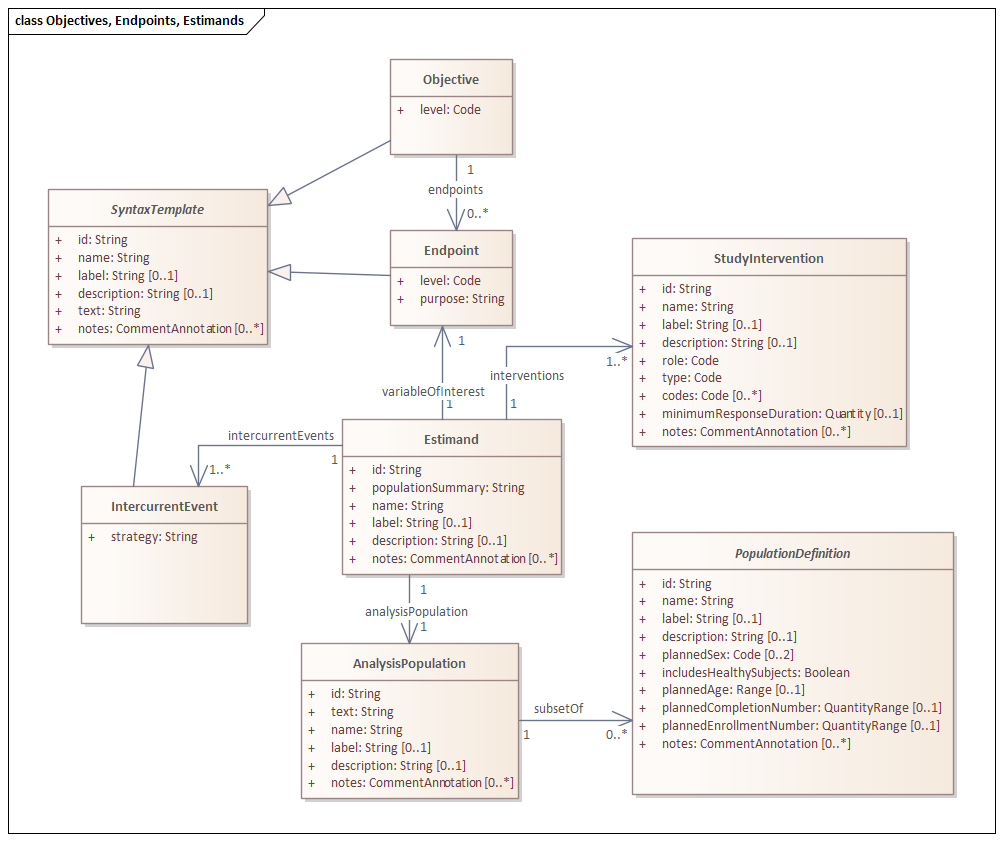 class Objectives, Endpoints, Estimands
Objective
+ level: Code
1
endpoints
0..*
SyntaxTemplate
+ id: String
+ name: String
+ label: String [0..1]
+ description: String [0..1]
+ text: String
+ notes: CommentAnnotation [0..*]
Endpoint
+ level: Code
+ purpose: String
1
variableOfInterest
1
StudyIntervention
+ id: String
+ name: String
+ label: String [0..1]
+ description: String [0..1]
+ role: Code
+ type: Code
+ codes: Code [0..*]
+ minimumResponseDuration: Quantity [0..1]
+ notes: CommentAnnotation [0..*]
1..*
interventions
1
intercurrentEvents
1
1..*
Estimand
+ id: String
+ populationSummary: String
+ name: String
+ label: String [0..1]
+ description: String [0..1]
+ notes: CommentAnnotation [0..*]
IntercurrentEvent
+ strategy: String
1
analysisPopulation
1
AnalysisPopulation
+ id: String
+ text: String
+ name: String
+ label: String [0..1]
+ description: String [0..1]
+ notes: CommentAnnotation [0..*]
subsetOf
1
0..*
PopulationDefinition
+ id: String
+ name: String
+ label: String [0..1]
+ description: String [0..1]
+ plannedSex: Code [0..2]
+ includesHealthySubjects: Boolean
+ plannedAge: Range [0..1]
+ plannedCompletionNumber: QuantityRange [0..1]
+ plannedEnrollmentNumber: QuantityRange [0..1]
+ notes: CommentAnnotation [0..*]